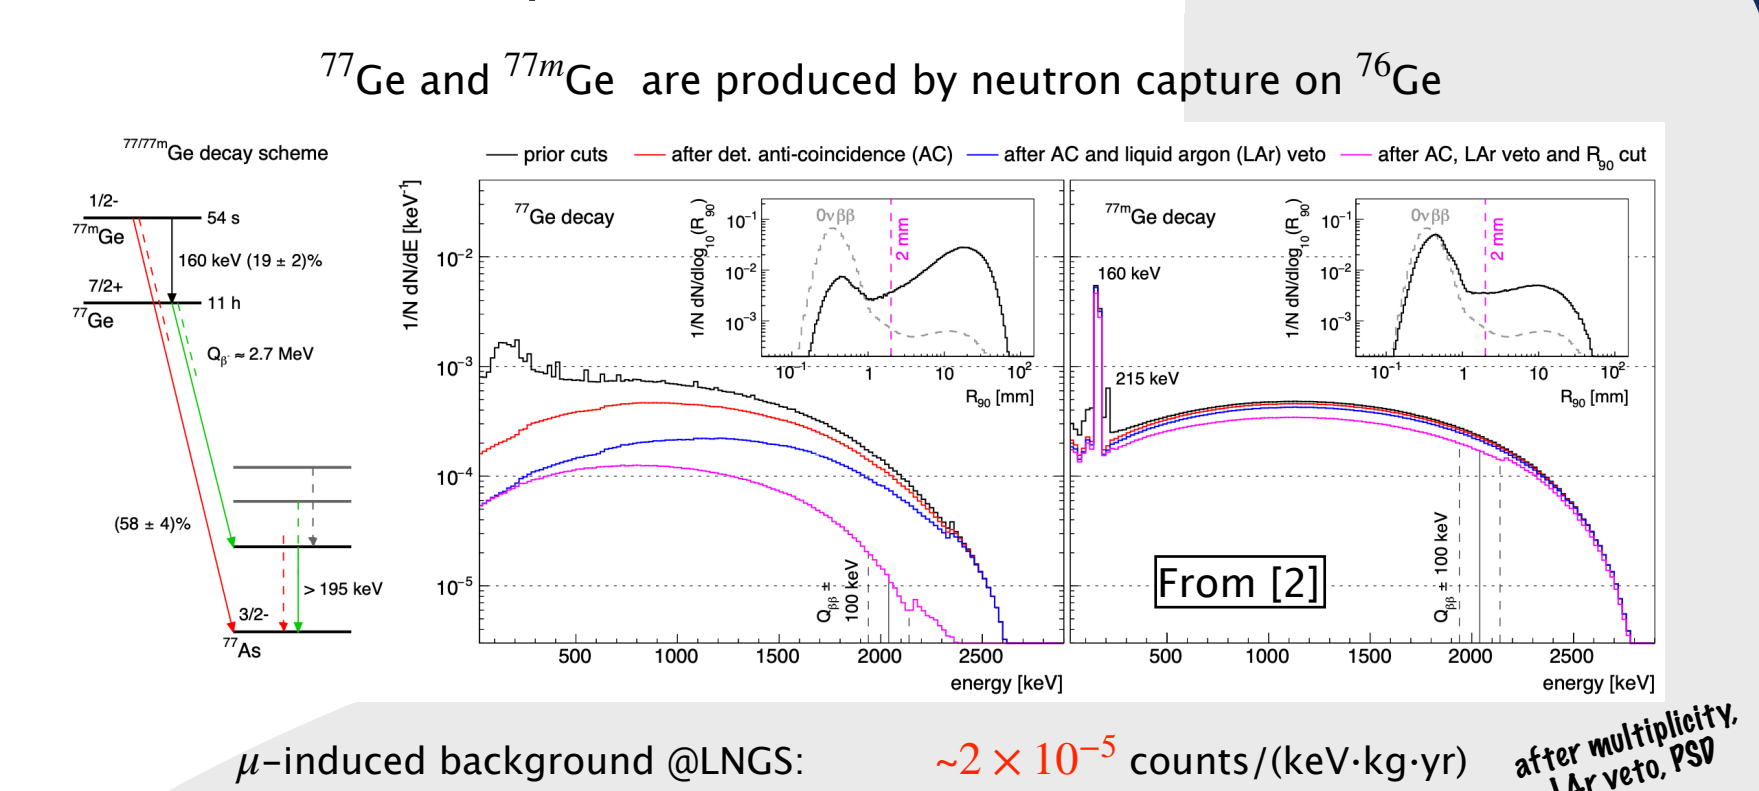 ⁷⁷Ge and ⁷⁷ᵐGe are produced by neutron capture on ⁷⁶Ge
⁷⁷/⁷⁷ᵐGe decay scheme
1/2-
54 s
⁷⁷ᵐGe
160 keV (19 ± 2)%
7/2+
11 h
⁷⁷Ge
Q_β- ≈ 2.7 MeV
(58 ± 4)%
> 195 keV
3/2-
⁷⁷As
prior cuts
after det. anti-coincidence (AC)
after AC and liquid argon (LAr) veto
after AC, LAr veto and R₉₀ cut
1/N dN/dE [keV⁻¹]
10⁻²
10⁻³
10⁻⁴
10⁻⁵
⁷⁷Ge decay
1/N dN/dlog₁₀(R₉₀)
10⁻¹
10⁻²
10⁻³
0νββ
2 mm
10⁻¹ 1 10 10²
R₉₀ [mm]
Q_ββ ±
100 keV
500 1000 1500 2000 2500
energy [keV]
⁷⁷ᵐGe decay
160 keV
215 keV
1/N dN/dlog₁₀(R₉₀)
10⁻¹
10⁻²
10⁻³
0νββ
2 mm
10⁻¹ 1 10 10²
R₉₀ [mm]
Q_ββ ± 100 keV
From [2]
500 1000 1500 2000 2500
energy [keV]
μ-induced background @LNGS: ~2 × 10⁻⁵ counts/(keV·kg·yr)
after multiplicity,
LAr veto, PSD